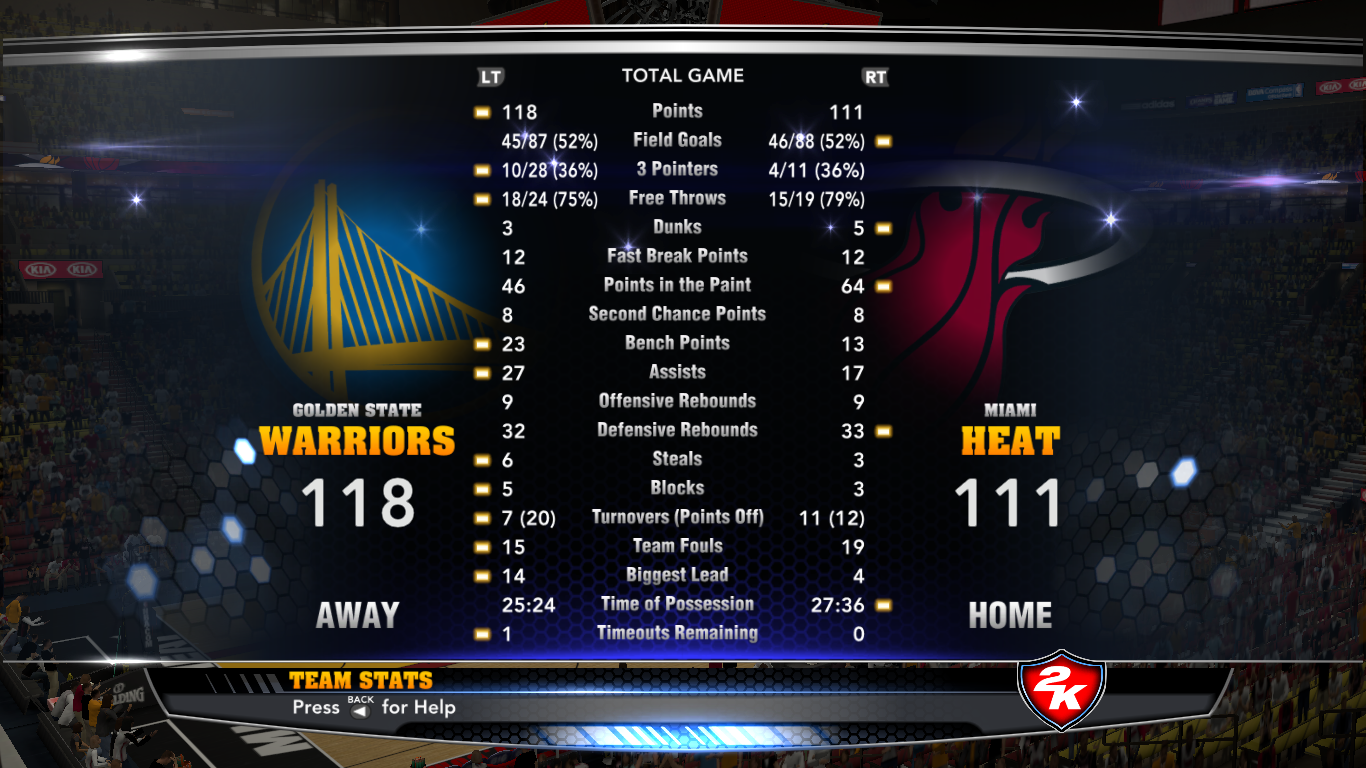 LT TOTAL GAME RT
118 Points 111
45/87 (52%) Field Goals 46/88 (52%)
10/28 (36%) 3 Pointers 4/11 (36%)
18/24 (75%) Free Throws 15/19 (79%)
3 Dunks 5
12 Fast Break Points 12
46 Points in the Paint 64
8 Second Chance Points 8
23 Bench Points 13
27 Assists 17
9 Offensive Rebounds 9
32 Defensive Rebounds 33
6 Steals 3
5 Blocks 3
7 (20) Turnovers (Points Off) 11 (12)
15 Team Fouls 19
14 Biggest Lead 4
25:24 Time of Possession 27:36
1 Timeouts Remaining 0
GOLDEN STATE
WARRIORS
118
AWAY
MIAMI
HEAT
111
HOME
KIA KIA
KIA
TEAM STATS
Press BACK for Help
2K